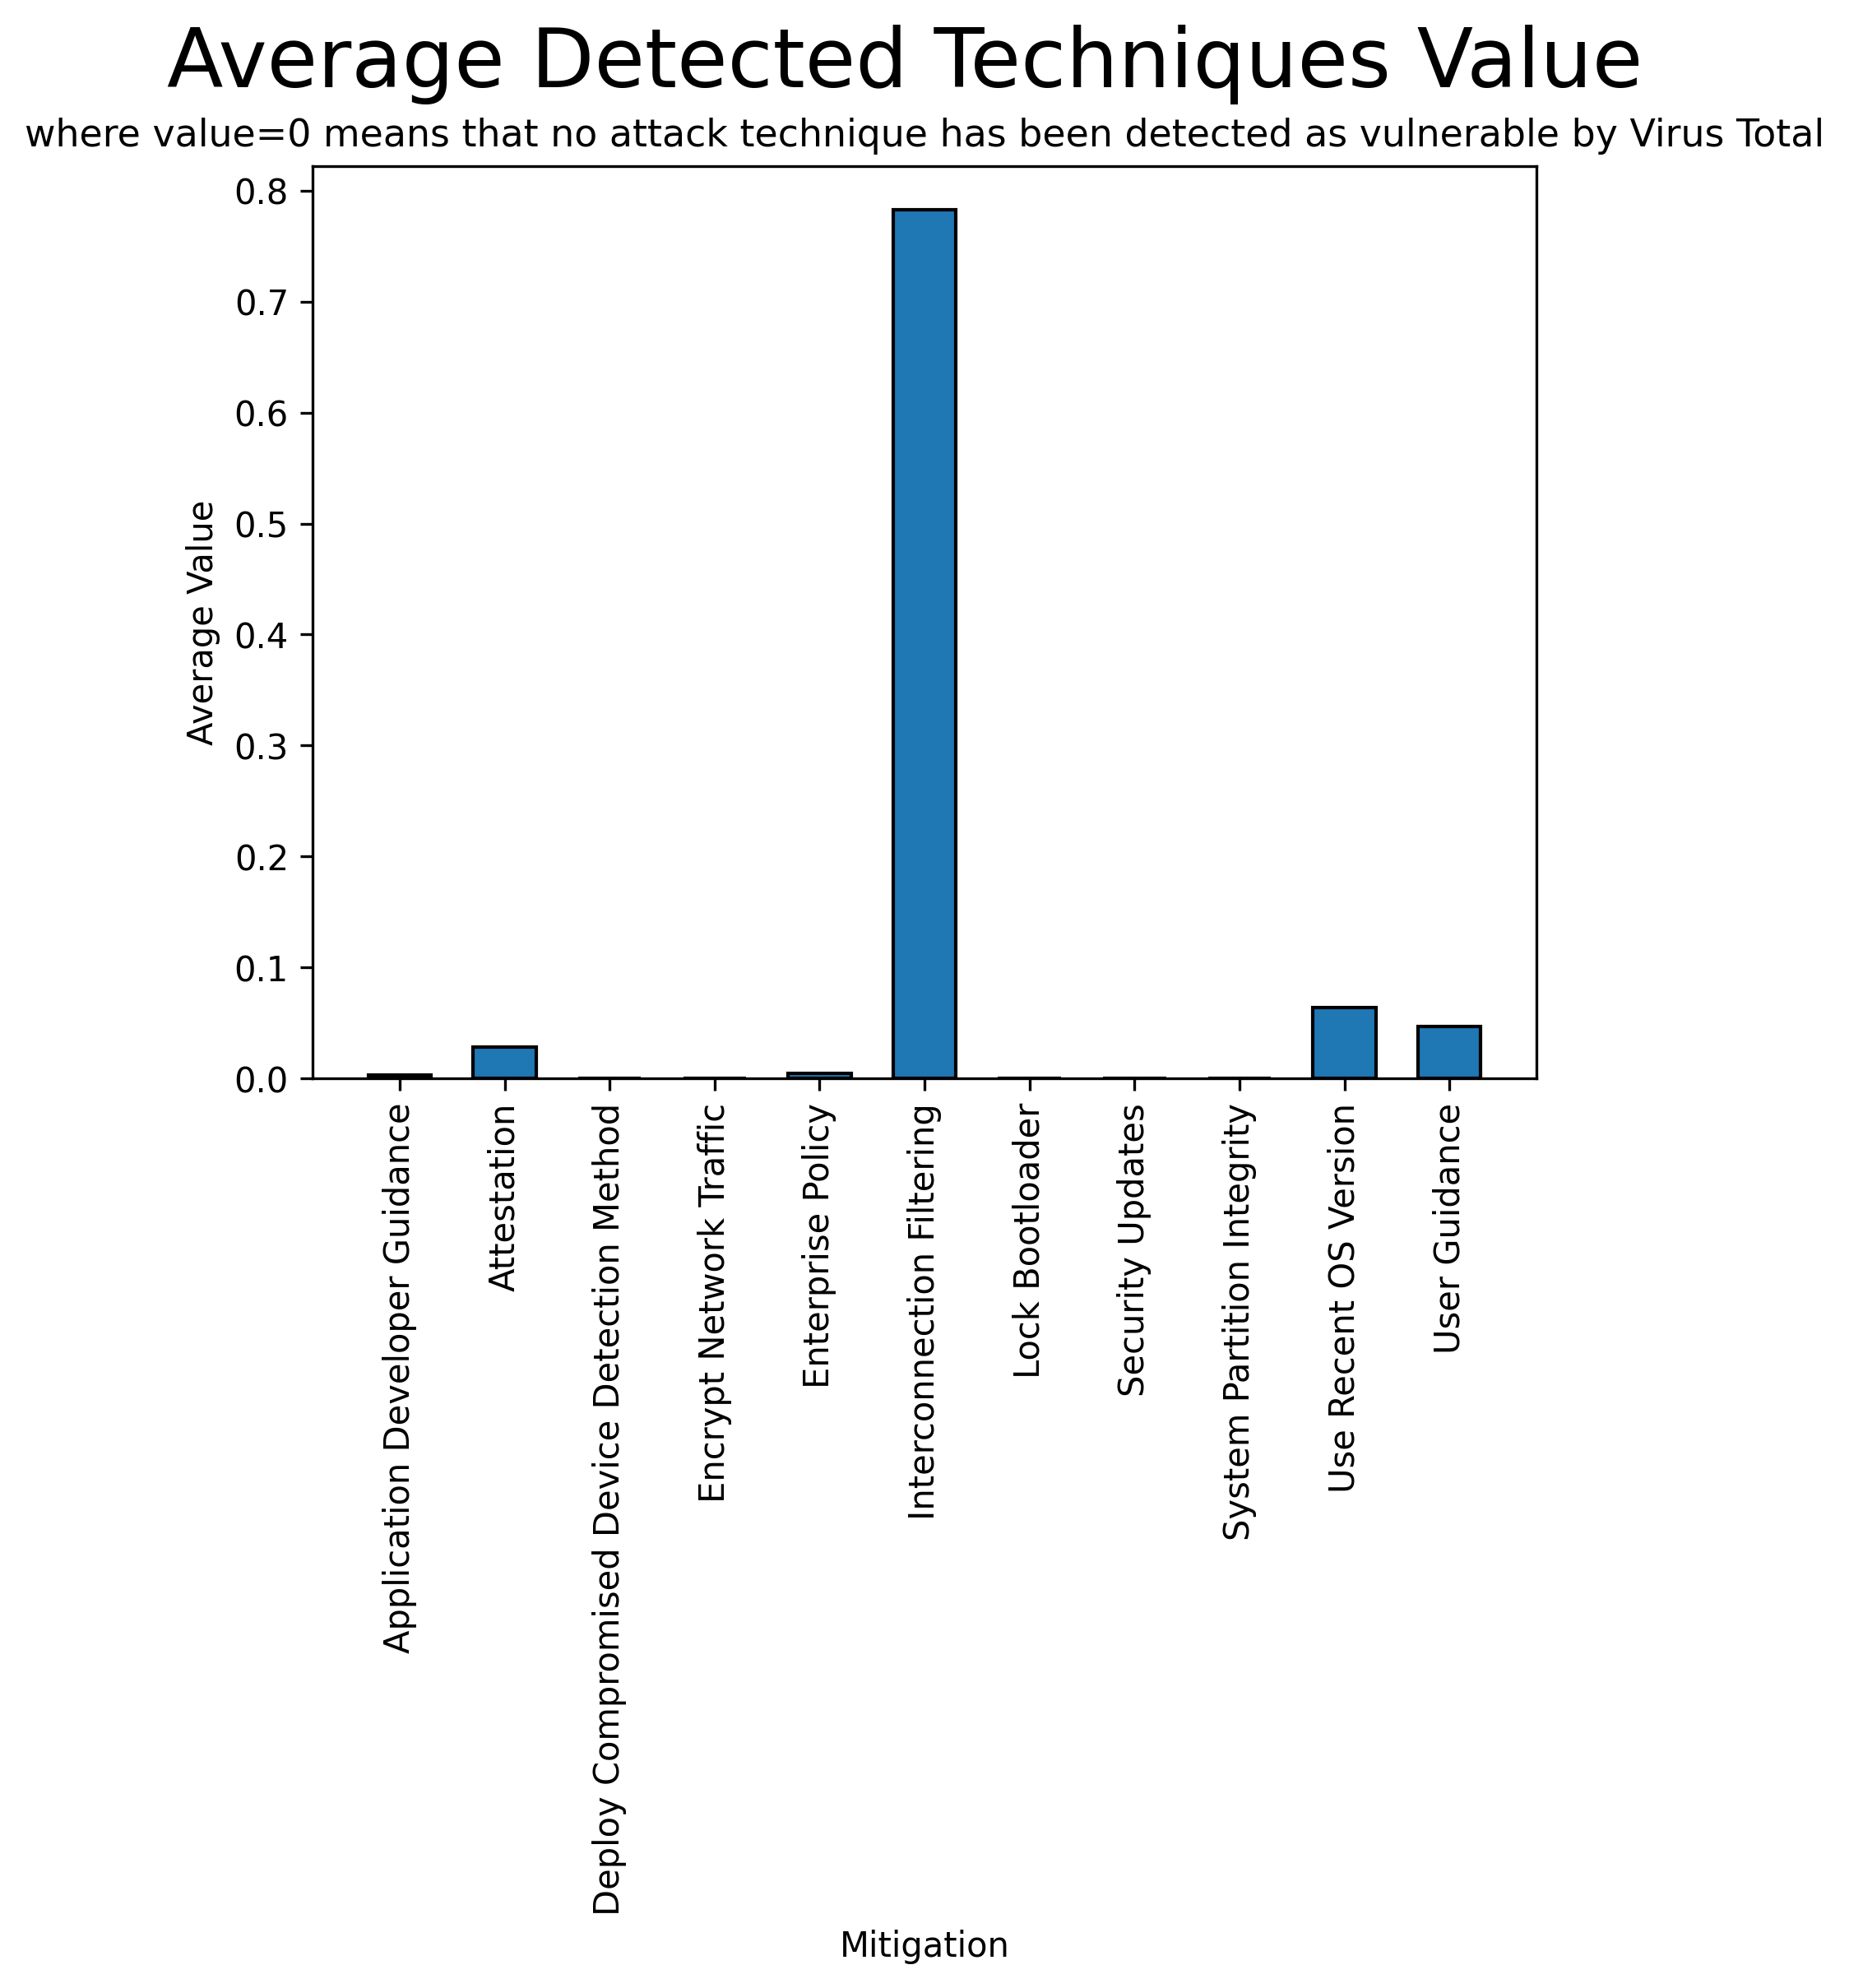 Average Detected Techniques Value
where value=0 means that no attack technique has been detected as vulnerable by Virus Total
0.8
0.7
0.6
0.5
0.4
0.3
0.2
0.1
0.0
Average Value
Application Developer Guidance
Attestation
Deploy Compromised Device Detection Method
Encrypt Network Traffic
Enterprise Policy
Interconnection Filtering
Lock Bootloader
Security Updates
System Partition Integrity
Use Recent OS Version
User Guidance
Mitigation